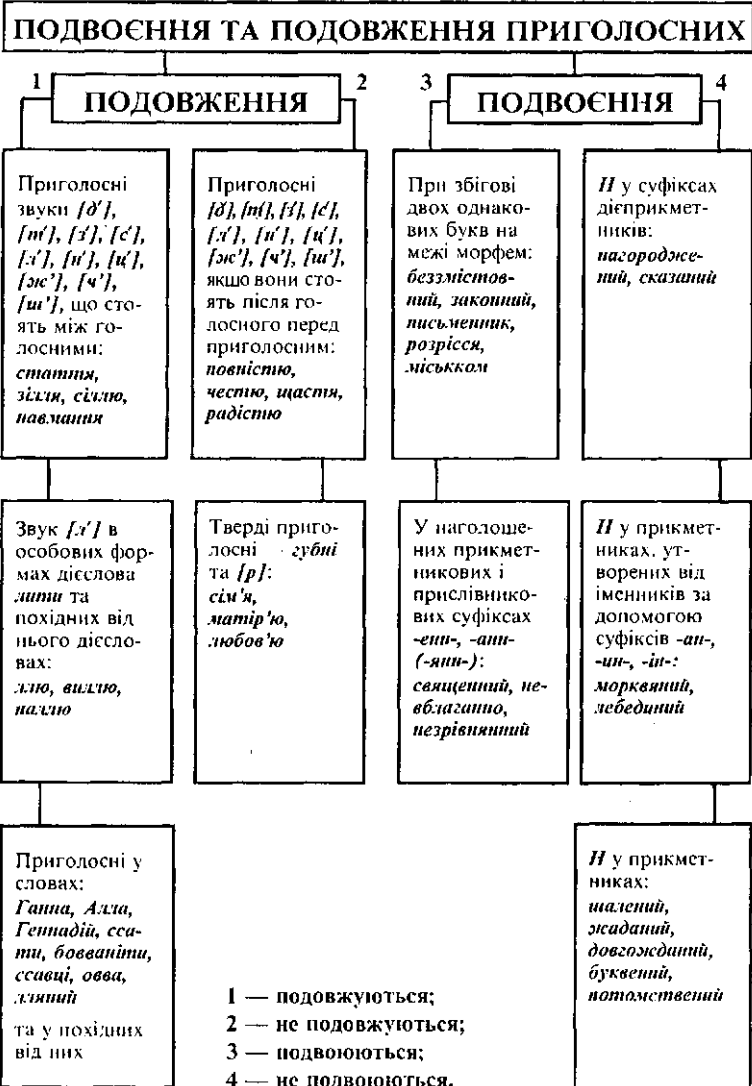 ПОДВОЄННЯ ТА ПОДОВЖЕННЯ ПРИГОЛОСНИХ
1
ПОДОВЖЕННЯ
2
3
ПОДВОЄННЯ
4
Приголосні
звуки [д'],
[т'], [з'], [с'],
[л'], [н'], [ц'],
[ж'], [ч'],
[ш'], що сто-
ять між го-
лосними:
стаття,
зілля, сіллю,
навмання
Приголосні
[д'], [т'], [з'], [с'],
[л'], [н'], [ц'],
[ж'], [ч'], [ш'],
якщо вони сто-
ять після го-
лосного перед
приголосним:
повністю,
честю, щастя,
радістю
При збігові
двох однако-
вих букв на
межі морфем:
беззмістов-
ний, законний,
письменник,
розрісся,
міськком
Н у суфіксах
дієприкмет-
ників:
нагородже-
ний, сказаний
Звук [л'] в
особових фор-
мах дієслова
лити та
похідних від
нього дієсло-
вах:
ллю, виллю,
наллю
Тверді приго-
лосні губні
та [р]:
сім'я,
матір'ю,
любов'ю
У наголоше-
них прикмет-
никових і
прислівнико-
вих суфіксах
-енн-, -анн-
(-янн-):
священний, не-
вблаганно,
незрівнянний
Н у прикмет-
никах, ут-
ворених від
іменників за
допомогою
суфіксів -ан-,
-ин-, -ін-:
морквяний,
лебединий
Приголосні у
словах:
Ганна, Алла,
Геннадій, сса-
ти, бовваніти,
ссавці, овва,
лляний
та у похідних
від них
Н у прикмет-
никах:
шалений,
жаданий,
довгожданий,
буквений,
потомствений
1 — подовжуються;
2 — не подовжуються;
3 — подвоюються;
4 — не подвоюються.